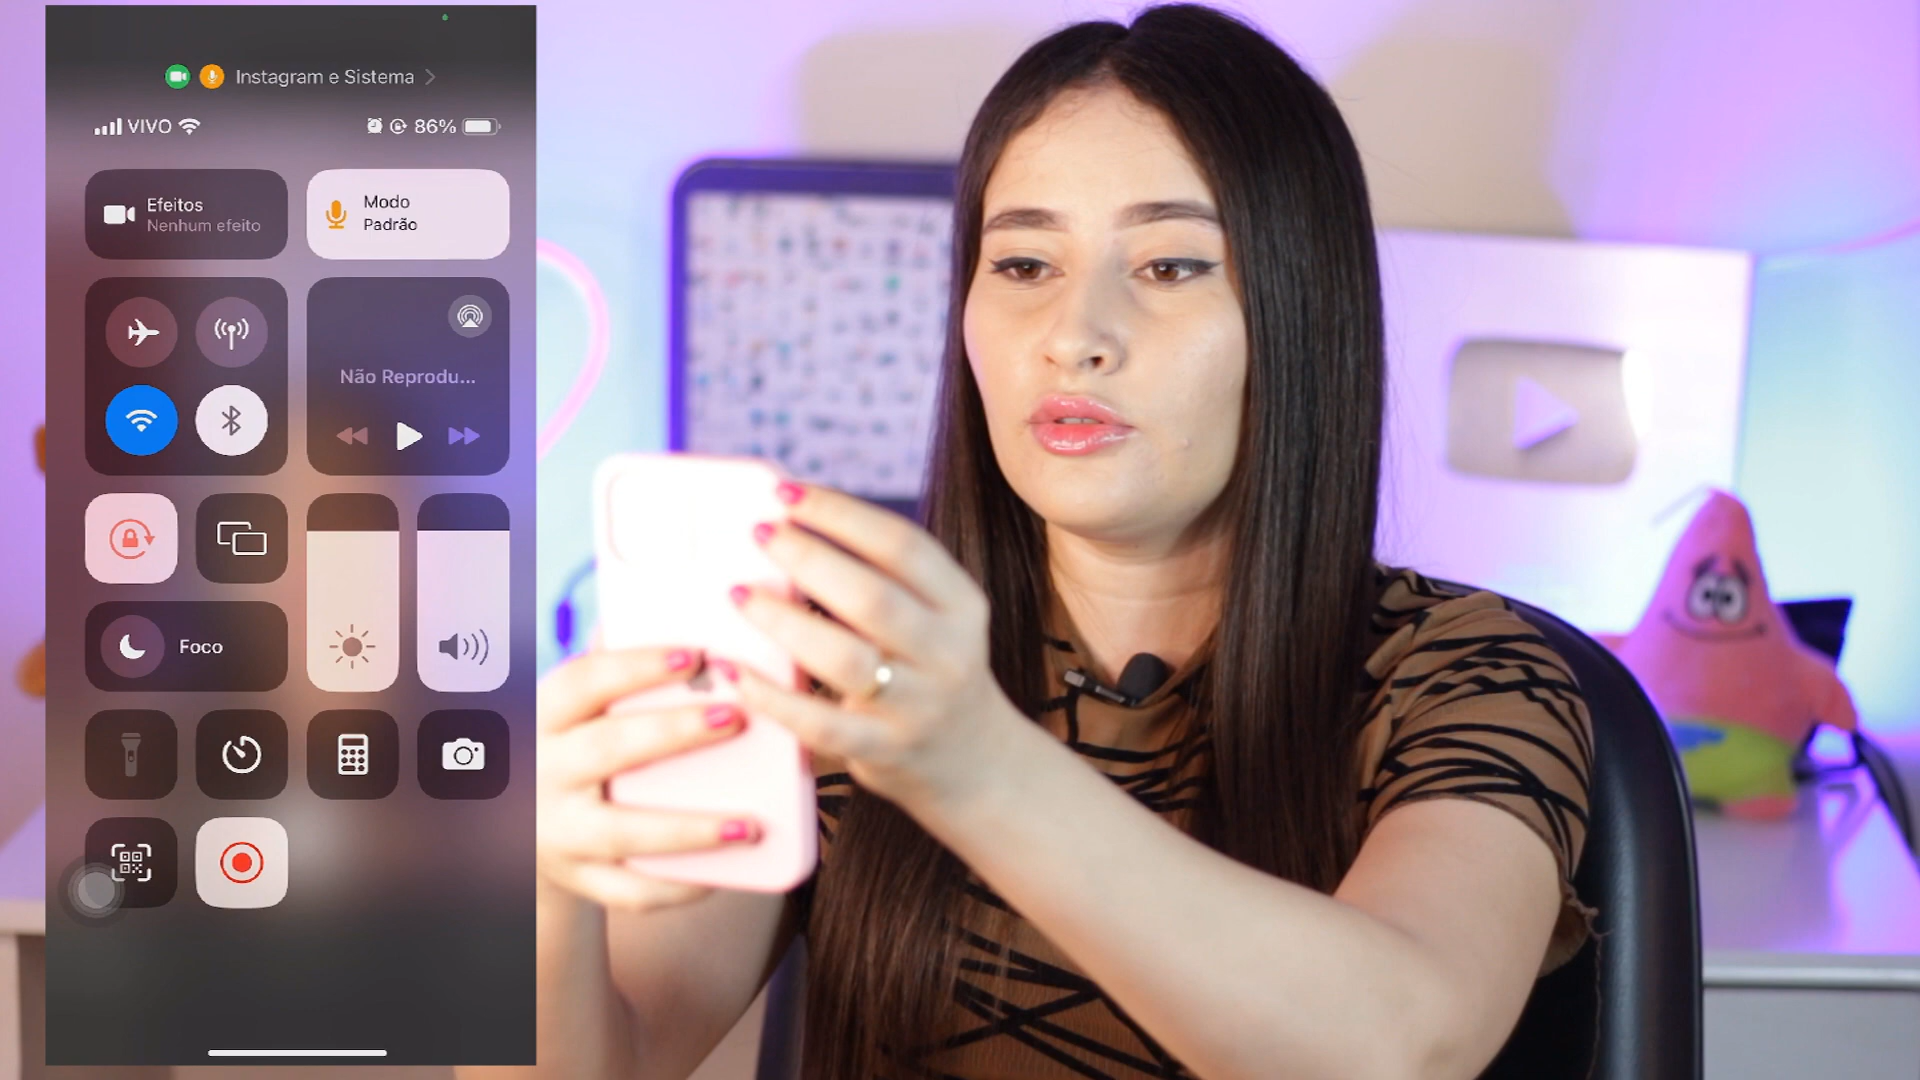 Instagram e Sistema
VIVO
86%
Efeitos
Nenhum efeito
Modo
Padrão
Não Reprodu...
Foco